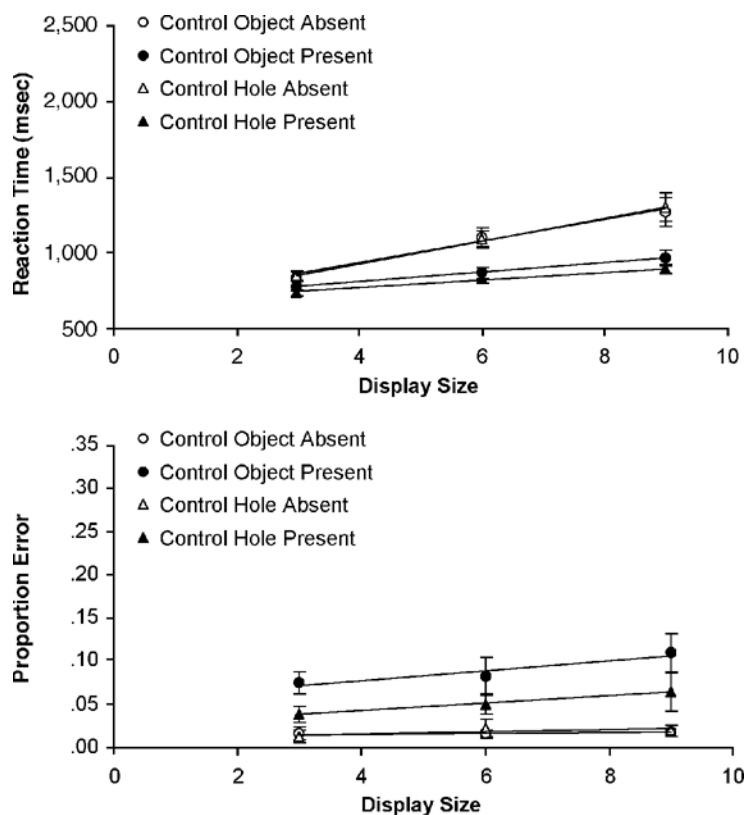 2,500
2,000
1,500
1,000
500
Reaction Time (msec)
Control Object Absent
Control Object Present
Control Hole Absent
Control Hole Present
0 2 4 6 8 10
Display Size
.35
.30
.25
.20
.15
.10
.05
.00
Proportion Error
Control Object Absent
Control Object Present
Control Hole Absent
Control Hole Present
0 2 4 6 8 10
Display Size